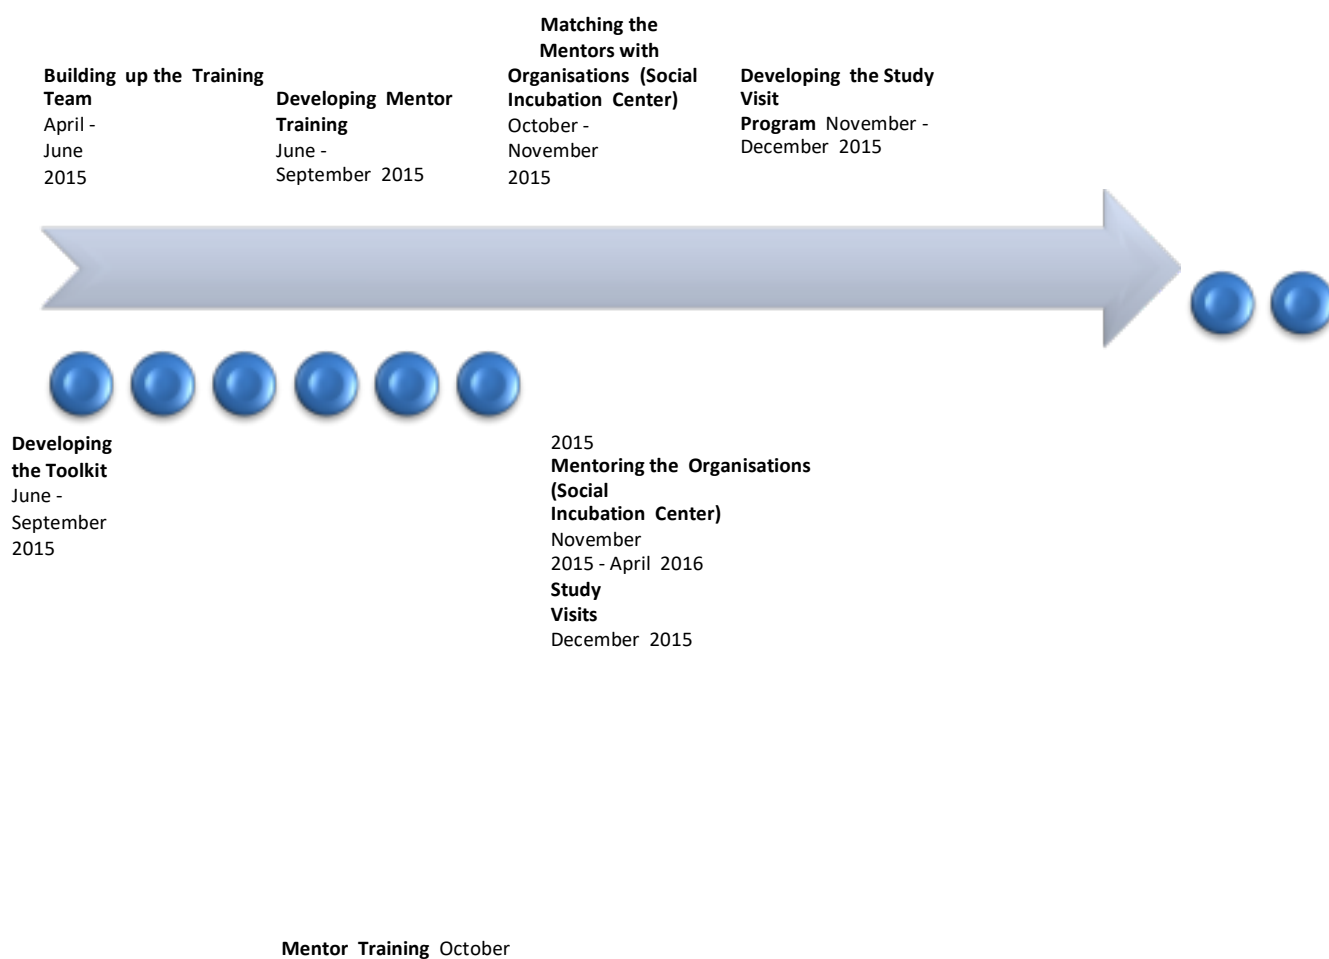 Building up the Training
Team
April -
June
2015
Developing Mentor
Training
June -
September 2015
Matching the
Mentors with
Organisations (Social
Incubation Center)
October -
November
2015
Developing the Study
Visit
Program November -
December 2015
Developing
the Toolkit
June -
September
2015
2015
Mentoring the Organisations
(Social
Incubation Center)
November
2015 - April 2016
Study
Visits
December 2015
Mentor Training October